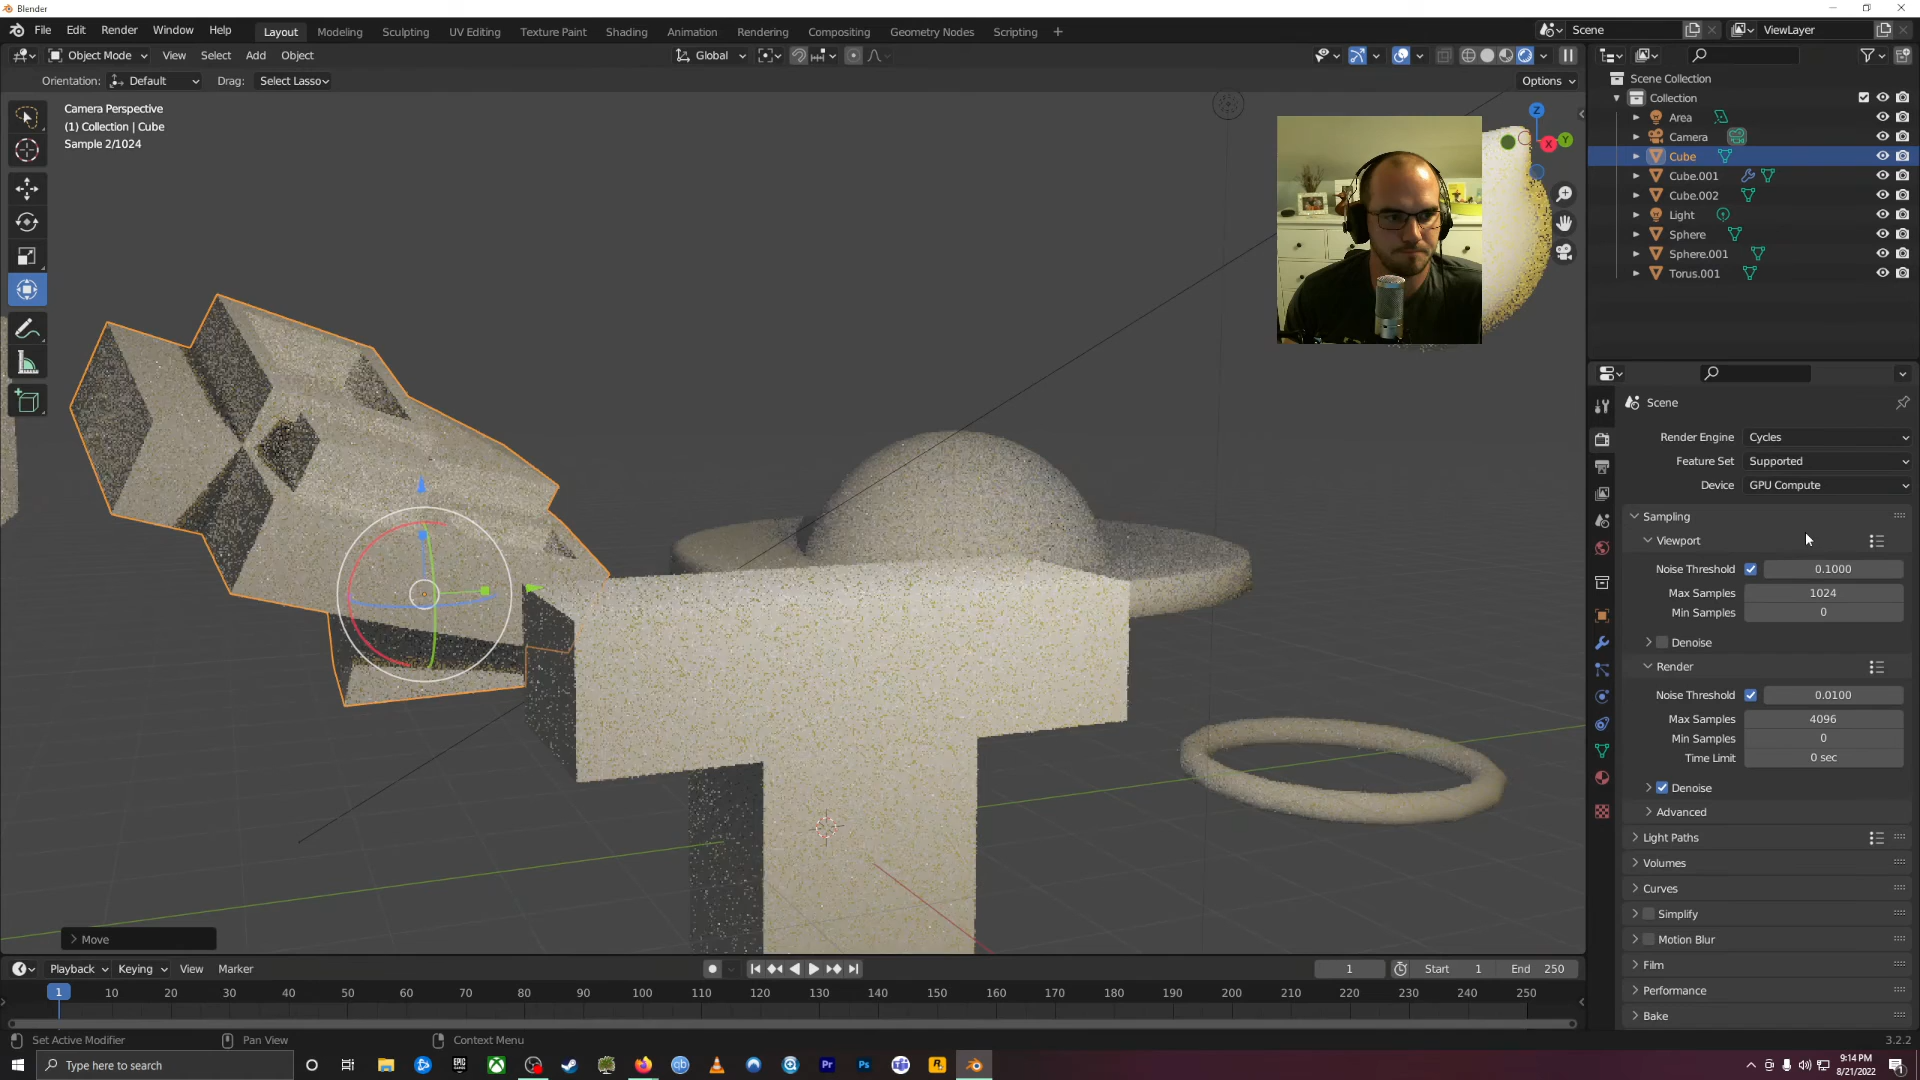 Blender
File Edit Render Window Help
Layout Modeling Sculpting UV Editing Texture Paint Shading Animation Rendering Compositing Geometry Nodes Scripting +
Scene
ViewLayer
Object Mode View Select Add Object
Global
Orientation: Default Drag: Select Lasso
Options
Camera Perspective
(1) Collection | Cube
Sample 2/1024
Z
Y
X
Scene Collection
Collection
Area
Camera
Cube
Cube.001
Cube.002
Light
Sphere
Sphere.001
Torus.001
Scene
Render Engine Cycles
Feature Set Supported
Device GPU Compute
Sampling
Viewport
Noise Threshold 0.1000
Max Samples 1024
Min Samples 0
Denoise
Render
Noise Threshold 0.0100
Max Samples 4096
Min Samples 0
Time Limit 0 sec
Denoise
Advanced
Light Paths
Volumes
Curves
Simplify
Motion Blur
Film
Performance
Bake
Move
Playback Keying View Marker
1 Start 1 End 250
1 10 20 30 40 50 60 70 80 90 100 110 120 130 140 150 160 170 180 190 200 210 220 230 240 250
Set Active Modifier Pan View Context Menu
3.2.2
Type here to search
EPIC
qb
Pr
Ps
R
9:14 PM
8/21/2022
1